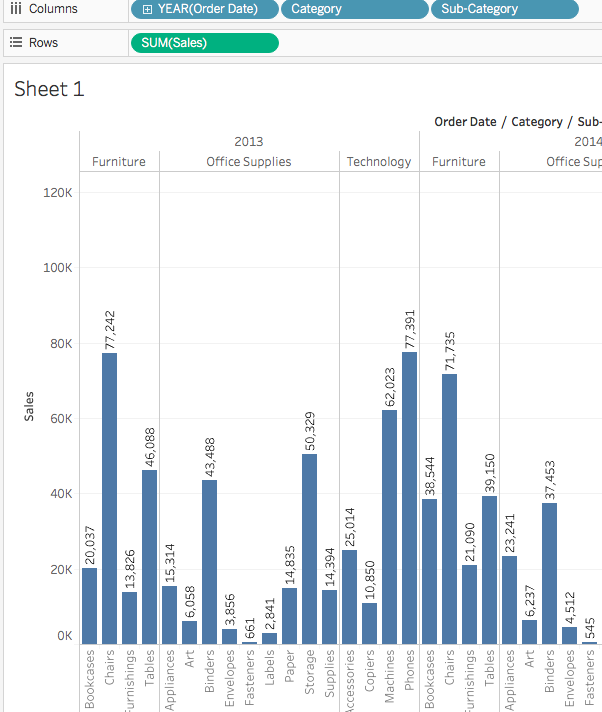 Columns YEAR(Order Date) Category Sub-Category
Rows SUM(Sales)
Sheet 1
Order Date / Category / Sub-
2013 2014
Furniture Office Supplies Technology Furniture Office Sup
120K
100K
80K
60K
40K
20K
0K
Sales
20,037
77,242
13,826
46,088
15,314
6,058
43,488
3,856
661
2,841
14,835
50,329
14,394
25,014
10,850
62,023
77,391
38,544
71,735
21,090
39,150
23,241
6,237
37,453
4,512
545
Bookcases
Chairs
Furnishings
Tables
Appliances
Art
Binders
Envelopes
Fasteners
Labels
Paper
Storage
Supplies
Accessories
Copiers
Machines
Phones
Bookcases
Chairs
Furnishings
Tables
Appliances
Art
Binders
Envelopes
Fasteners